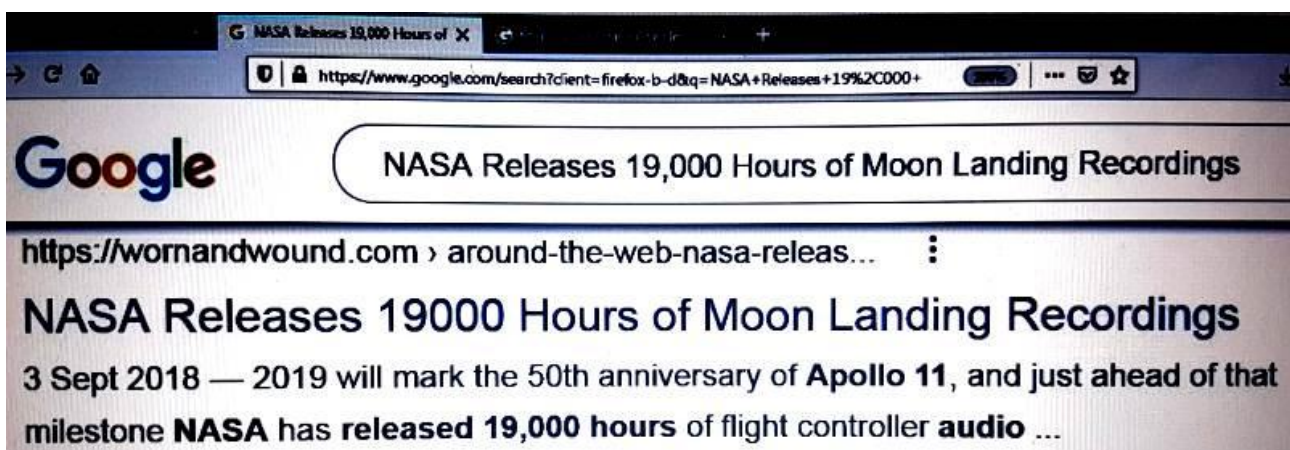 G NASA Releases 19,000 Hours of X
https://www.google.com/search?client=firefox-b-d&q=NASA+Releases+19%2C000+
Google
NASA Releases 19,000 Hours of Moon Landing Recordings
https://wornandwound.com › around-the-web-nasa-releas...
NASA Releases 19000 Hours of Moon Landing Recordings
3 Sept 2018 — 2019 will mark the 50th anniversary of Apollo 11, and just ahead of that
milestone NASA has released 19,000 hours of flight controller audio ...